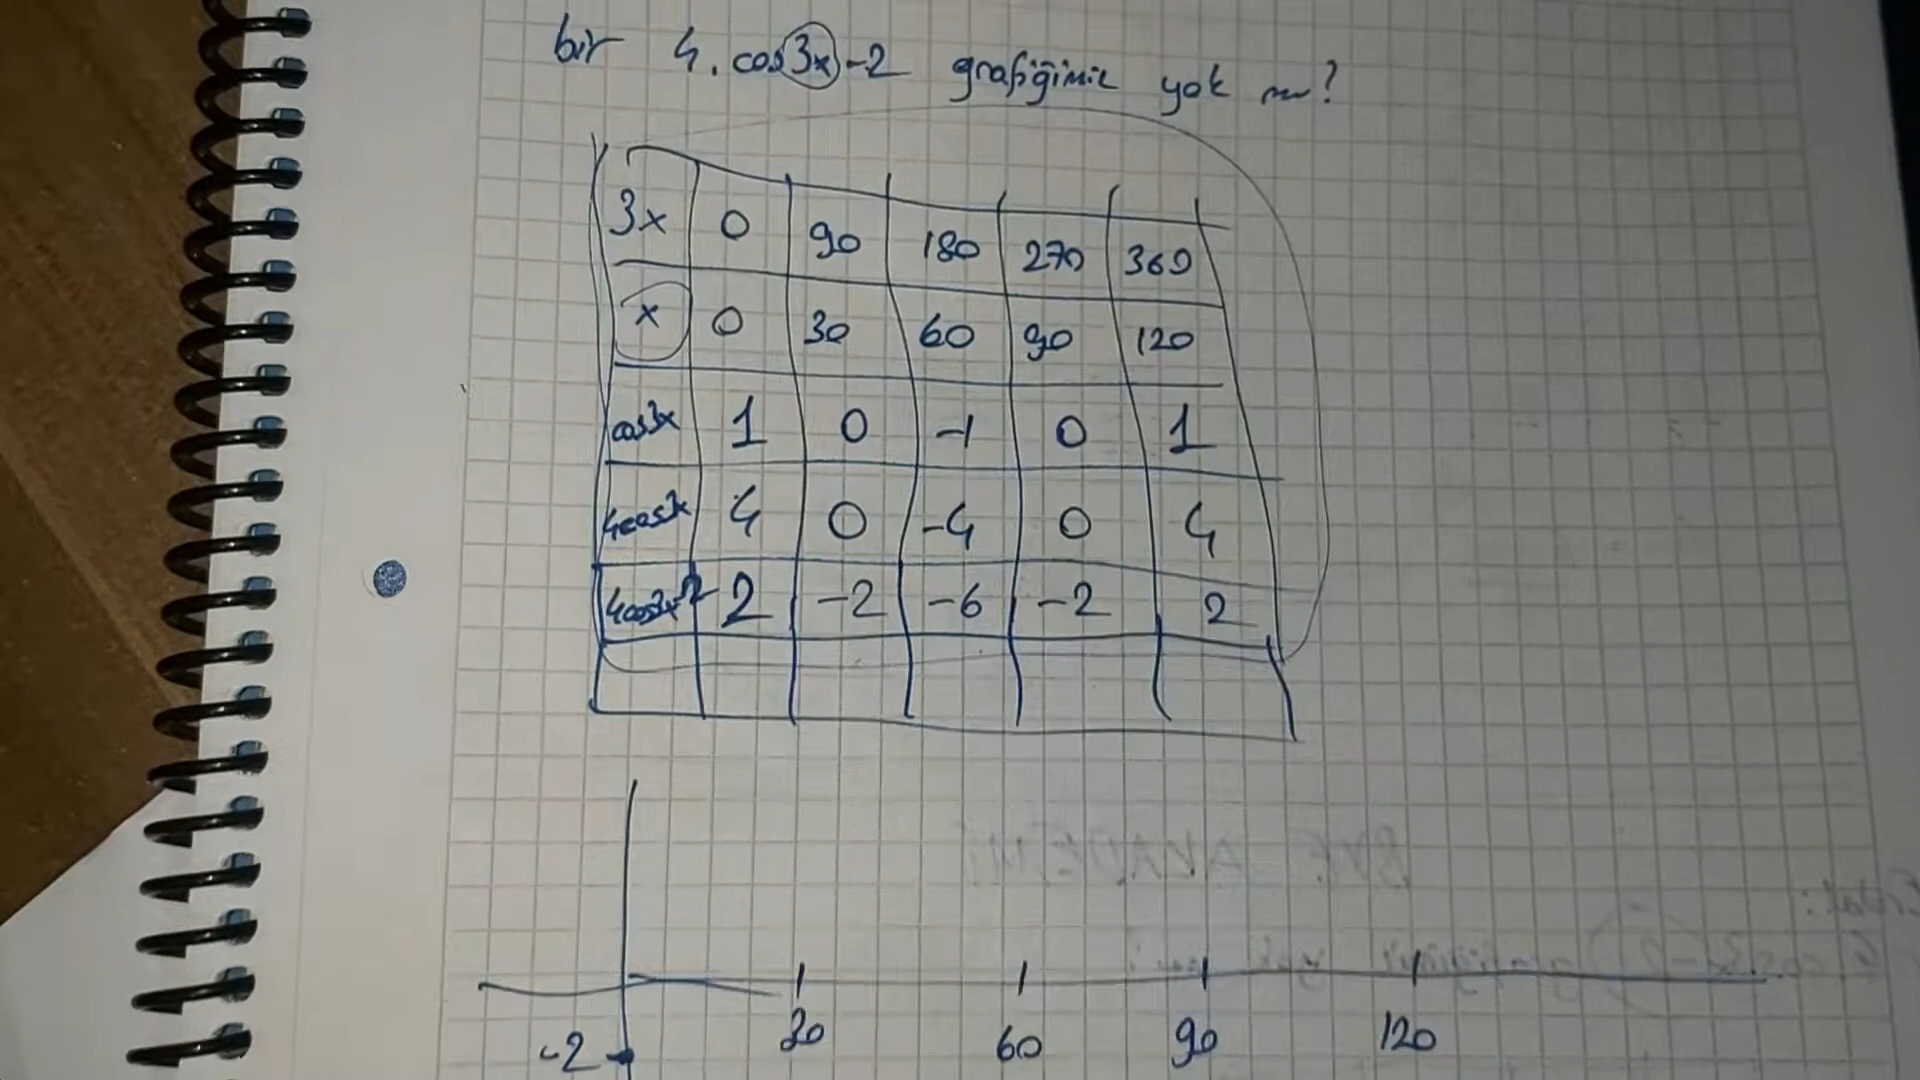 bir 4.cos3x-2 grafiğimiz yok mu?
3x 0 90 180 270 360
x 0 30 60 90 120
cos3x 1 0 -1 0 1
4cos3x 4 0 -4 0 4
4cos3x-2 2 -2 -6 -2 2
30 60 90 120
-2